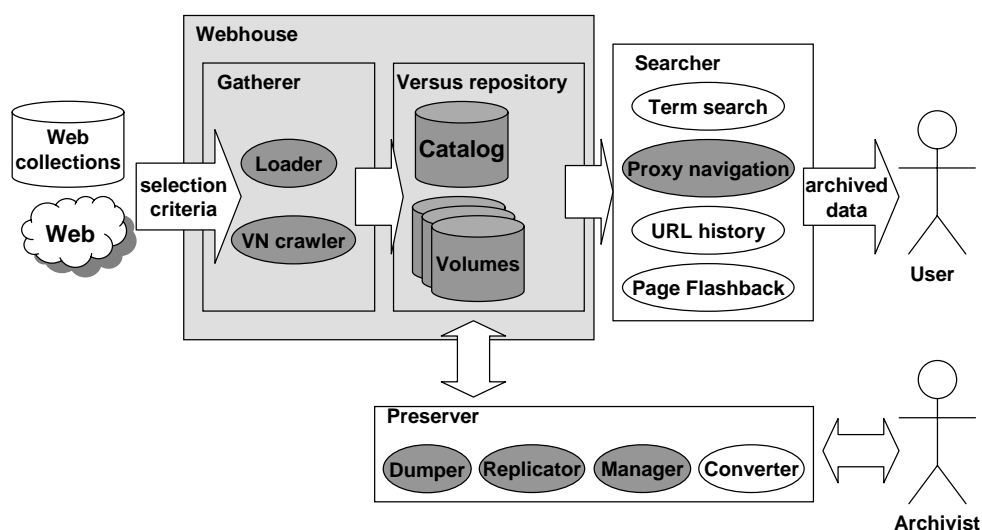 Webhouse
Gatherer
Versus repository
Searcher
Web
collections
Web
selection
criteria
Loader
VN crawler
Catalog
Volumes
Term search
Proxy navigation
URL history
Page Flashback
archived
data
User
Preserver
Dumper
Replicator
Manager
Converter
Archivist